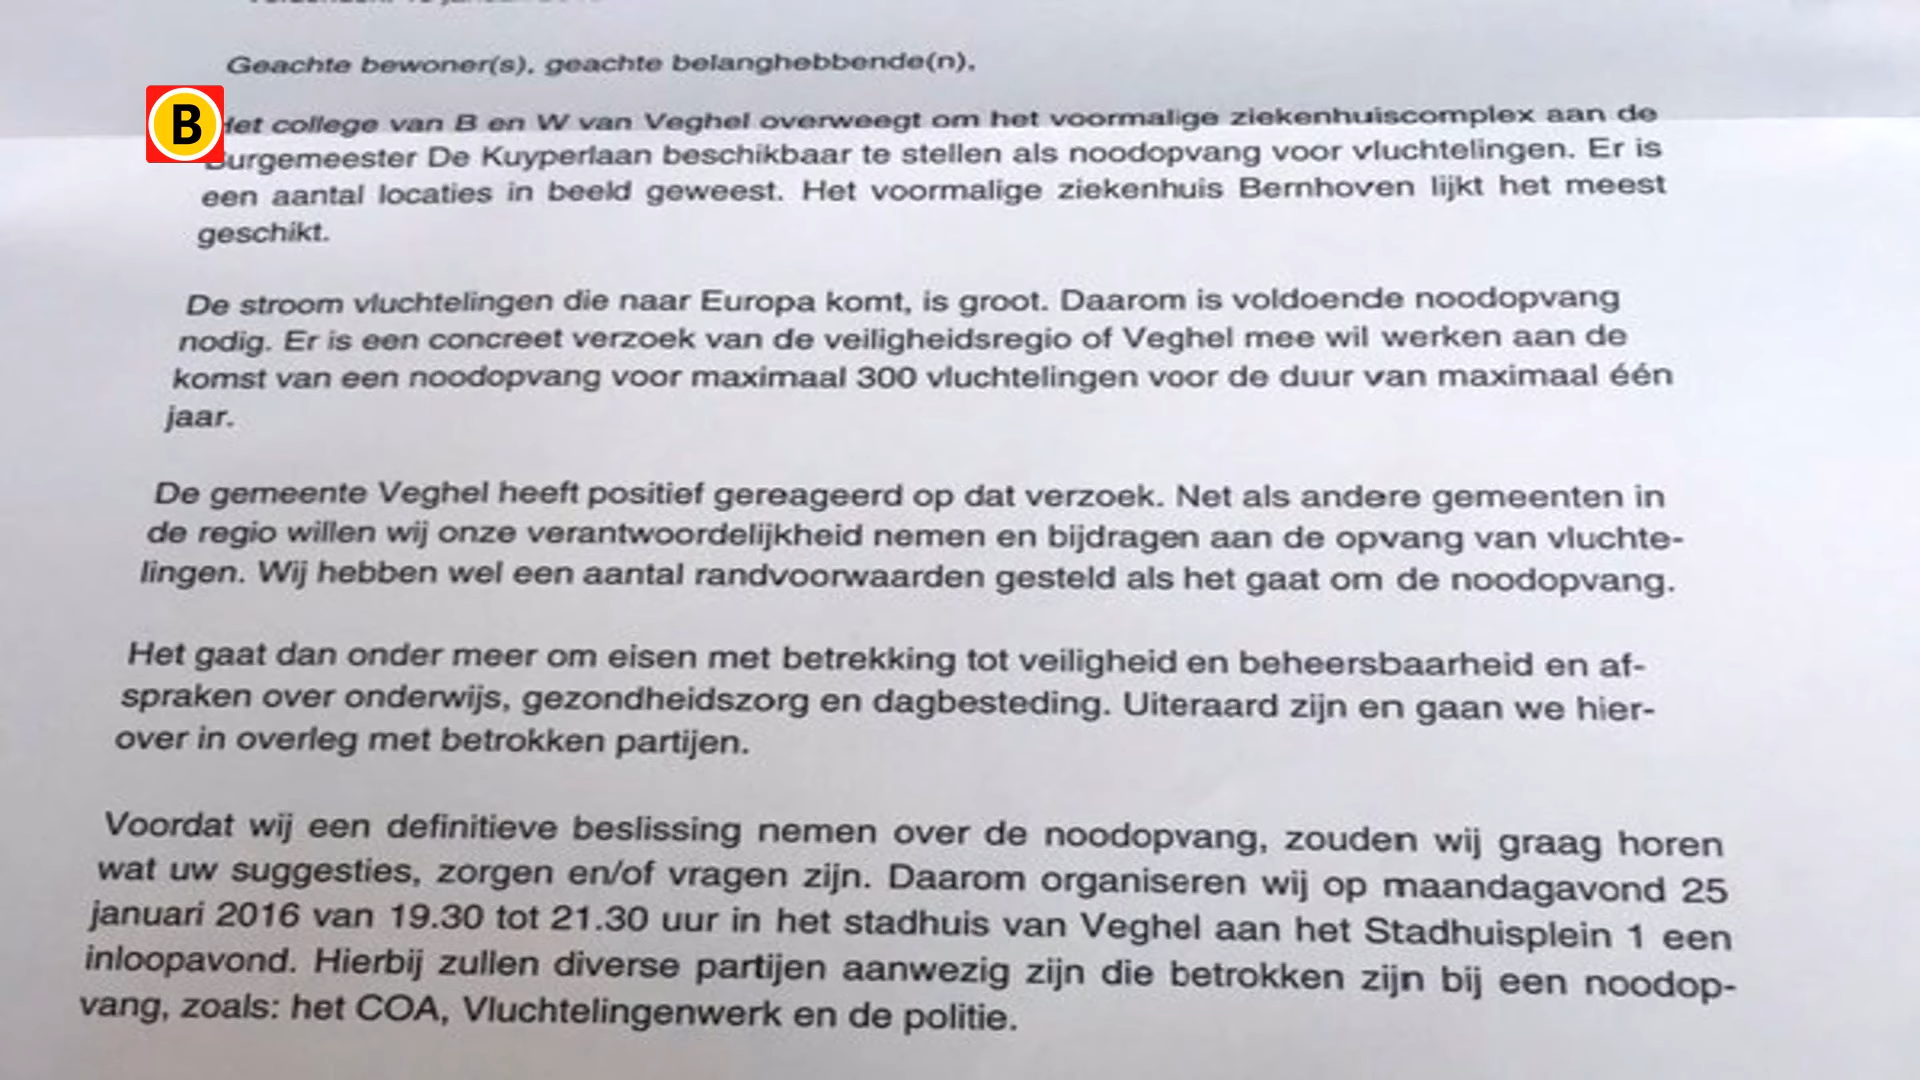 Geachte bewoner(s), geachte belanghebbende(n),
B
Het college van B en W van Veghel overweegt om het voormalige ziekenhuiscomplex aan de
Burgemeester De Kuyperlaan beschikbaar te stellen als noodopvang voor vluchtelingen. Er is
een aantal locaties in beeld geweest. Het voormalige ziekenhuis Bernhoven lijkt het meest
geschikt.
De stroom vluchtelingen die naar Europa komt, is groot. Daarom is voldoende noodopvang
nodig. Er is een concreet verzoek van de veiligheidsregio of Veghel mee wil werken aan de
komst van een noodopvang voor maximaal 300 vluchtelingen voor de duur van maximaal één
jaar.
De gemeente Veghel heeft positief gereageerd op dat verzoek. Net als andere gemeenten in
de regio willen wij onze verantwoordelijkheid nemen en bijdragen aan de opvang van vluchte-
lingen. Wij hebben wel een aantal randvoorwaarden gesteld als het gaat om de noodopvang.
Het gaat dan onder meer om eisen met betrekking tot veiligheid en beheersbaarheid en af-
spraken over onderwijs, gezondheidszorg en dagbesteding. Uiteraard zijn en gaan we hier-
over in overleg met betrokken partijen.
Voordat wij een definitieve beslissing nemen over de noodopvang, zouden wij graag horen
wat uw suggesties, zorgen en/of vragen zijn. Daarom organiseren wij op maandagavond 25
januari 2016 van 19.30 tot 21.30 uur in het stadhuis van Veghel aan het Stadhuisplein 1 een
inloopavond. Hierbij zullen diverse partijen aanwezig zijn die betrokken zijn bij een noodop-
vang, zoals: het COA, Vluchtelingenwerk en de politie.